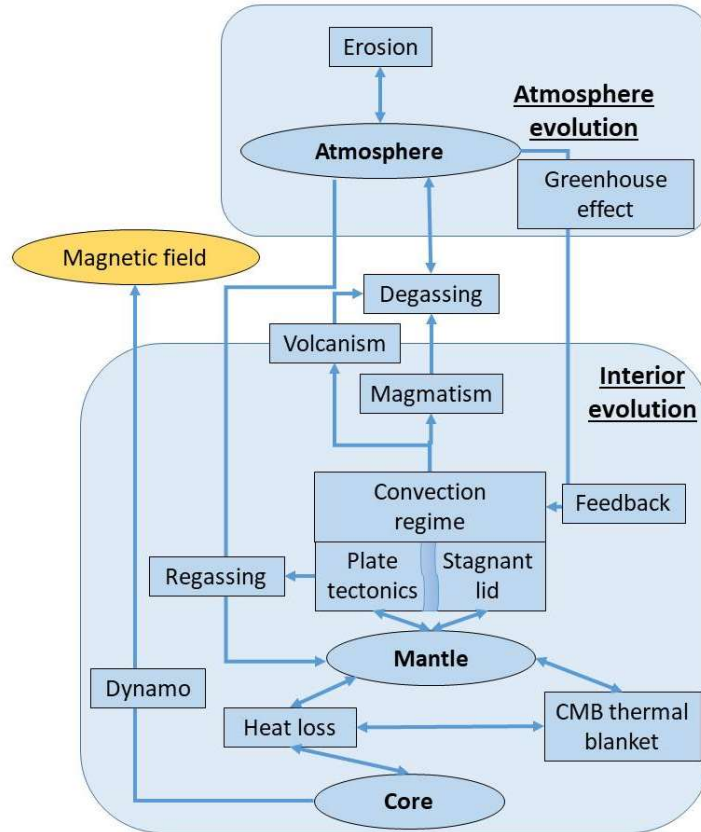 Erosion
Atmosphere
evolution
Atmosphere
Greenhouse
effect
Magnetic field
Degassing
Volcanism
Interior
evolution
Magmatism
Convection
regime
Feedback
Plate
tectonics
Stagnant
lid
Regassing
Mantle
Dynamo
Heat loss
CMB thermal
blanket
Core